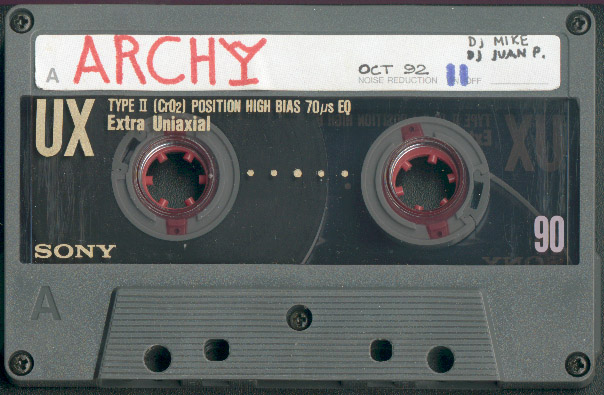 DJ MIKE
DJ JUAN P.
A ARCHY
OCT 92
NOISE REDUCTION OFF
UX TYPE II (CrO2) POSITION HIGH BIAS 70µs EQ
Extra Uniaxial
90
SONY
A